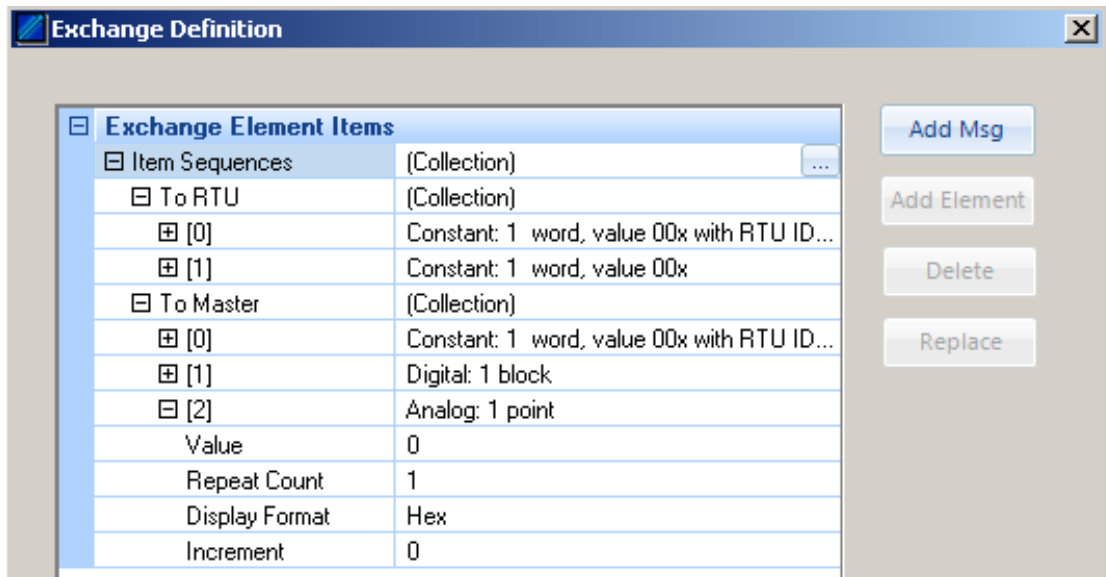 Exchange Definition
Exchange Element Items
Item Sequences (Collection) ...
To RTU (Collection)
[0] Constant: 1 word, value 00x with RTU ID...
[1] Constant: 1 word, value 00x
To Master (Collection)
[0] Constant: 1 word, value 00x with RTU ID...
[1] Digital: 1 block
[2] Analog: 1 point
Value 0
Repeat Count 1
Display Format Hex
Increment 0
Add Msg
Add Element
Delete
Replace